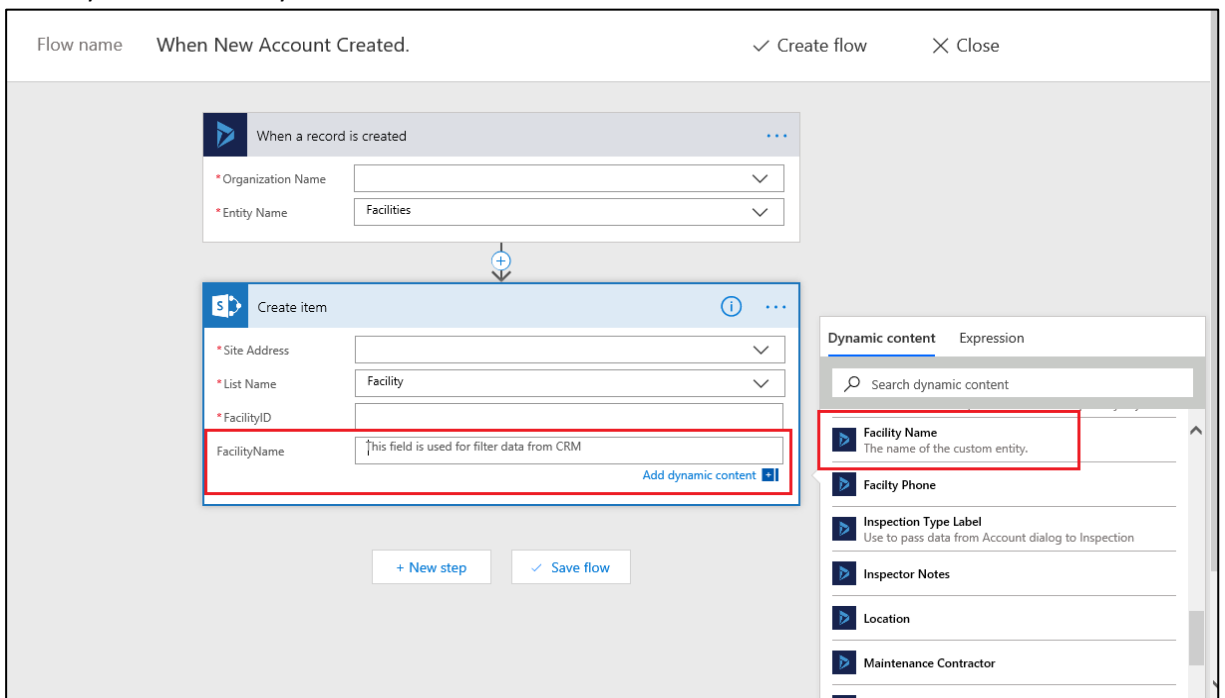 Flow name When New Account Created. Create flow Close
When a record is created
* Organization Name
* Entity Name Facilities
S Create item
* Site Address
* List Name Facility
* FacilityID
FacilityName This field is used for filter data from CRM
Add dynamic content
+ New step Save flow
Dynamic content Expression
Search dynamic content
Facility Name
The name of the custom entity.
Facilty Phone
Inspection Type Label
Use to pass data from Account dialog to Inspection
Inspector Notes
Location
Maintenance Contractor